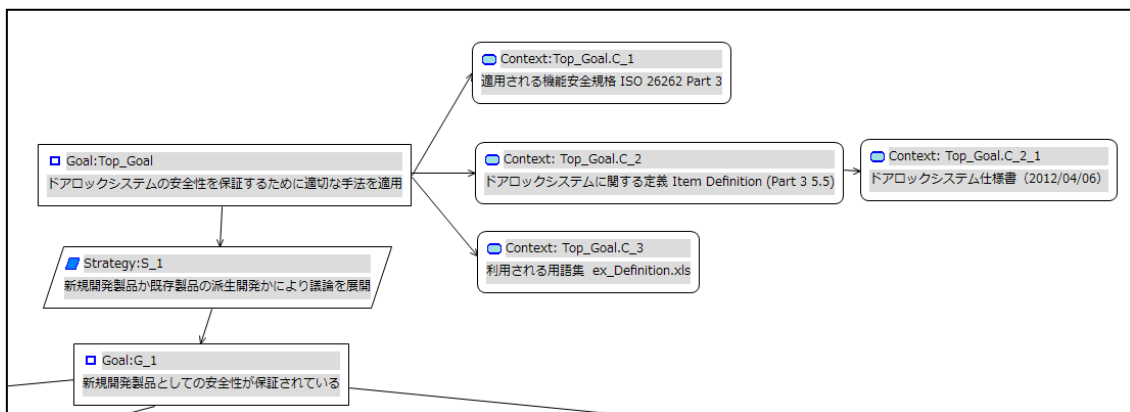 Context:Top_Goal.C_1
適用される機能安全規格 ISO 26262 Part 3
Goal:Top_Goal
ドアロックシステムの安全性を保証するために適切な手法を適用
Context: Top_Goal.C_2
ドアロックシステムに関する定義 Item Definition (Part 3 5.5)
Context: Top_Goal.C_2_1
ドアロックシステム仕様書（2012/04/06）
Context: Top_Goal.C_3
利用される用語集 ex_Definition.xls
Strategy:S_1
新規開発製品か既存製品の派生開発かにより議論を展開
Goal:G_1
新規開発製品としての安全性が保証されている